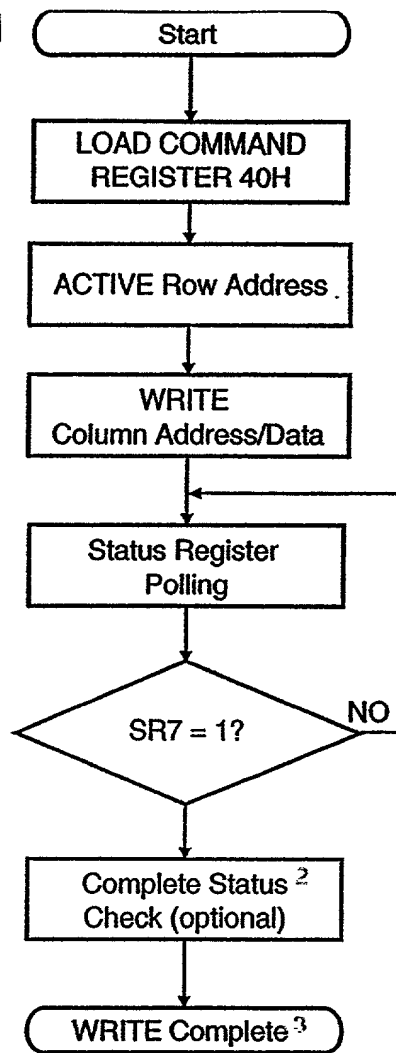 Start
LOAD COMMAND
REGISTER 40H
ACTIVE Row Address
WRITE
Column Address/Data
Status Register
Polling
SR7 = 1?
NO
Complete Status 2
Check (optional)
WRITE Complete 3